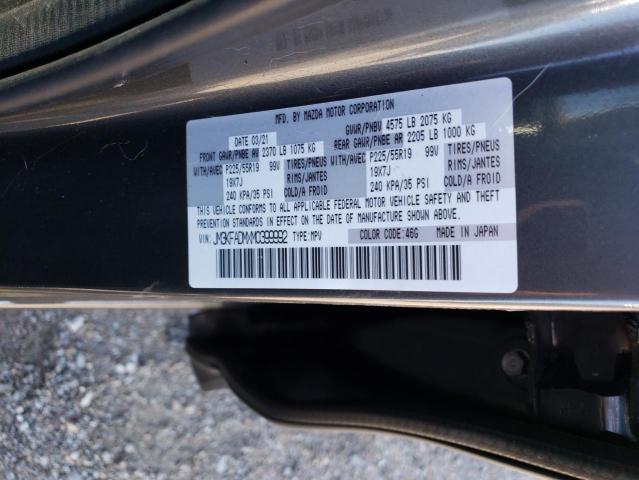 MFD. BY MAZDA MOTOR CORPORATION
DATE 03/21 GVWR/PNBV 4575 LB 2075 KG
FRONT GAWR/PNBE AV 2370 LB 1075 KG REAR GAWR/PNBE AR 2205 LB 1000 KG
WITH/AVEC P225/55R19 99V TIRES/PNEUS WITH/AVEC P225/55R19 99V TIRES/PNEUS
19X7J RIMS/JANTES 19X7J RIMS/JANTES
240 KPA/35 PSI COLD/A FROID 240 KPA/35 PSI COLD/A FROID
THIS VEHICLE CONFORMS TO ALL APPLICABLE FEDERAL MOTOR VEHICLE SAFETY AND THEFT
PREVENTION STANDARDS IN EFFECT ON THE DATE OF MANUFACTURE SHOWN ABOVE.
VIN: JM3KFADMXM0399992 TYPE:MPV COLOR CODE:46G MADE IN JAPAN